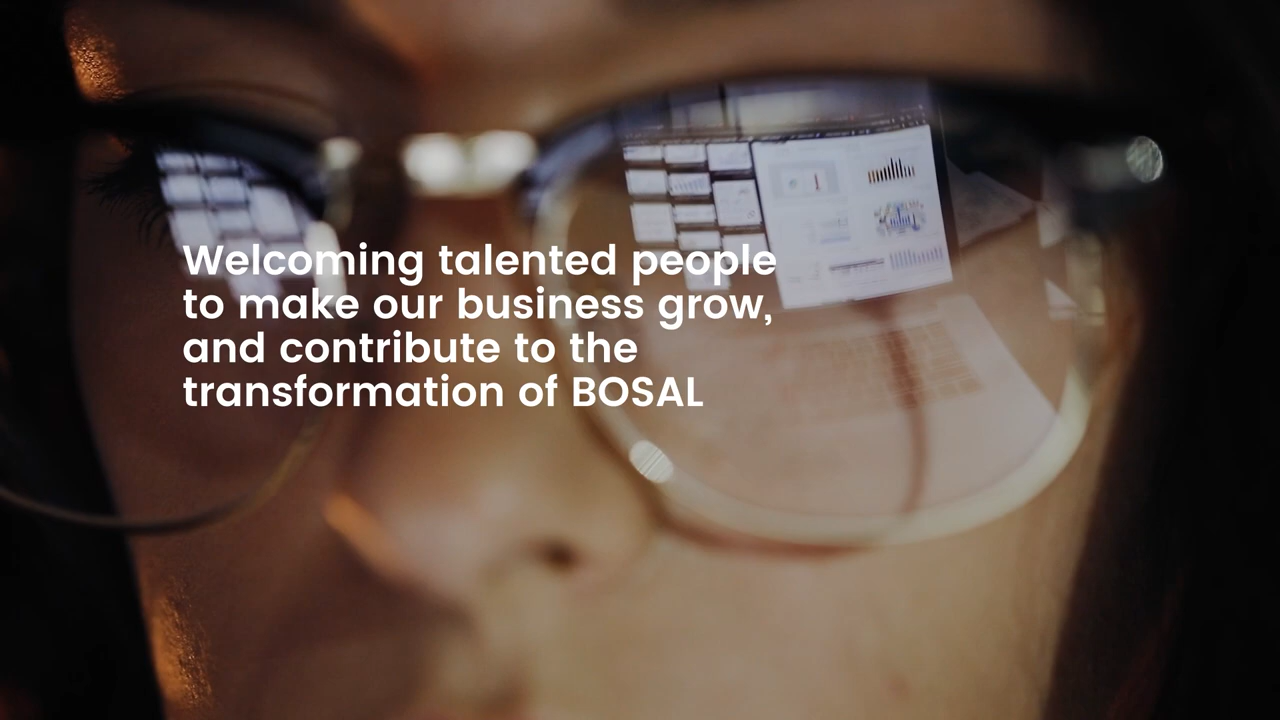 Welcoming talented people
to make our business grow,
and contribute to the
transformation of BOSAL